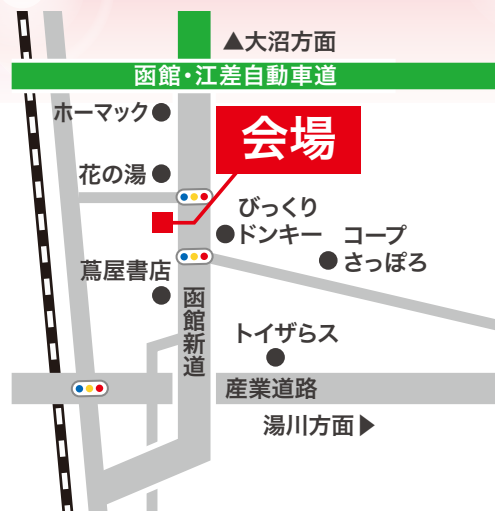 ▲大沼方面
函館・江差自動車道
ホーマック●
会場
花の湯●
びっくり
●ドンキー
コープ
●さっぽろ
蔦屋書店
函館新道
トイザらス
産業道路
湯川方面▶